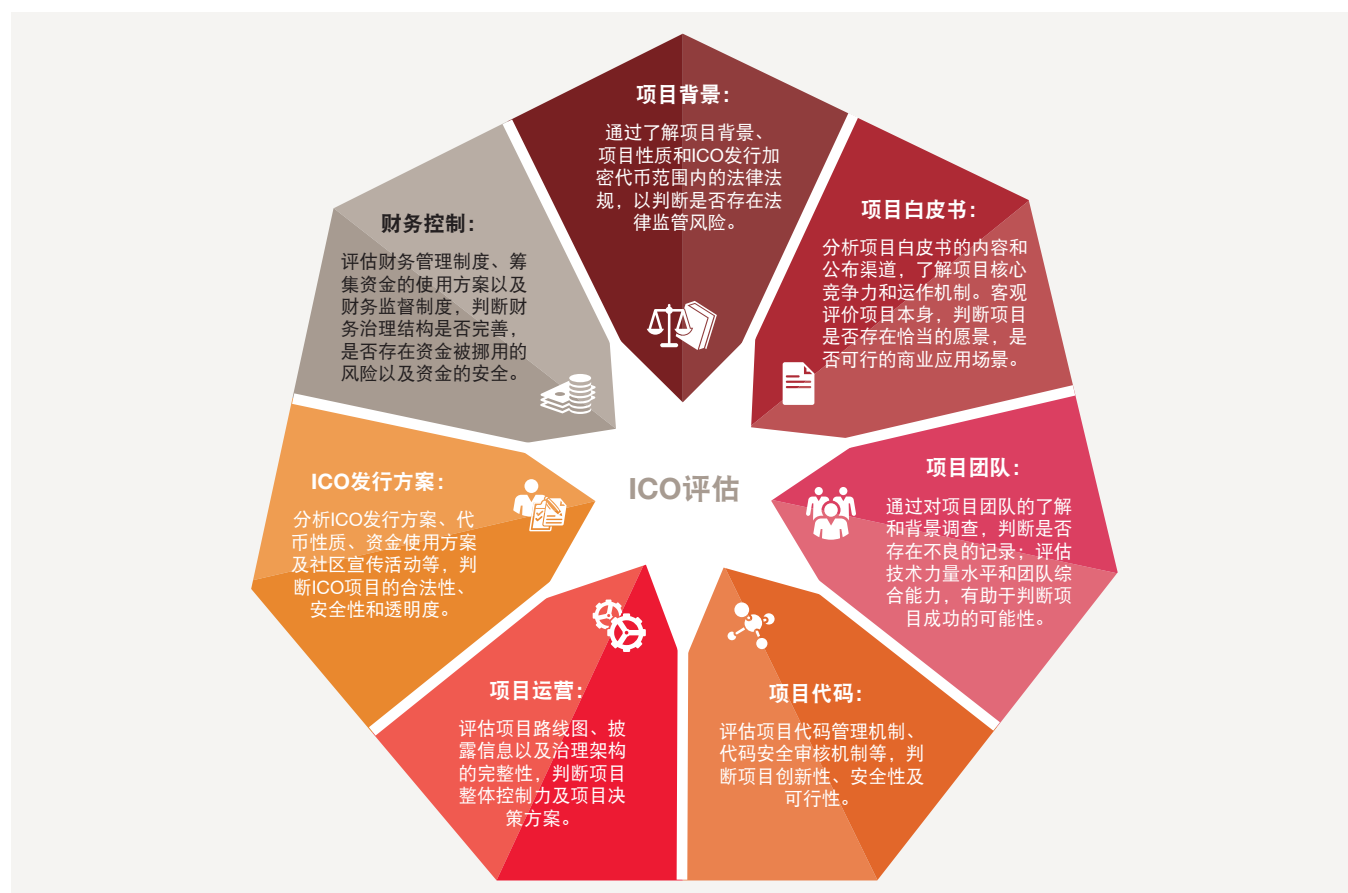 项目背景：
通过了解项目背景、
项目性质和ICO发行加
密代币范围内的法律法
规，以判断是否存在法
律监管风险。
项目白皮书：
分析项目白皮书的内容和
公布渠道，了解项目核心
竞争力和运作机制。客观
评价项目本身，判断项目
是否存在恰当的愿景，是
否可行的商业应用场景。
项目团队：
通过对项目团队的了解
和背景调查，判断是否
存在不良的记录；评估
技术力量水平和团队综
合能力，有助于判断项
目成功的可能性。
项目代码：
评估项目代码管理机制、
代码安全审核机制等，判
断项目创新性、安全性及
可行性。
项目运营：
评估项目路线图、披
露信息以及治理架构
的完整性，判断项目
整体控制力及项目决
策方案。
ICO发行方案：
分析ICO发行方案、代
币性质、资金使用方案
及社区宣传活动等，判
断ICO项目的合法性、
安全性和透明度。
财务控制：
评估财务管理制度、筹
集资金的使用方案以及
财务监督制度，判断财
务治理结构是否完善，
是否存在资金被挪用的
风险以及资金的安全。
ICO评估